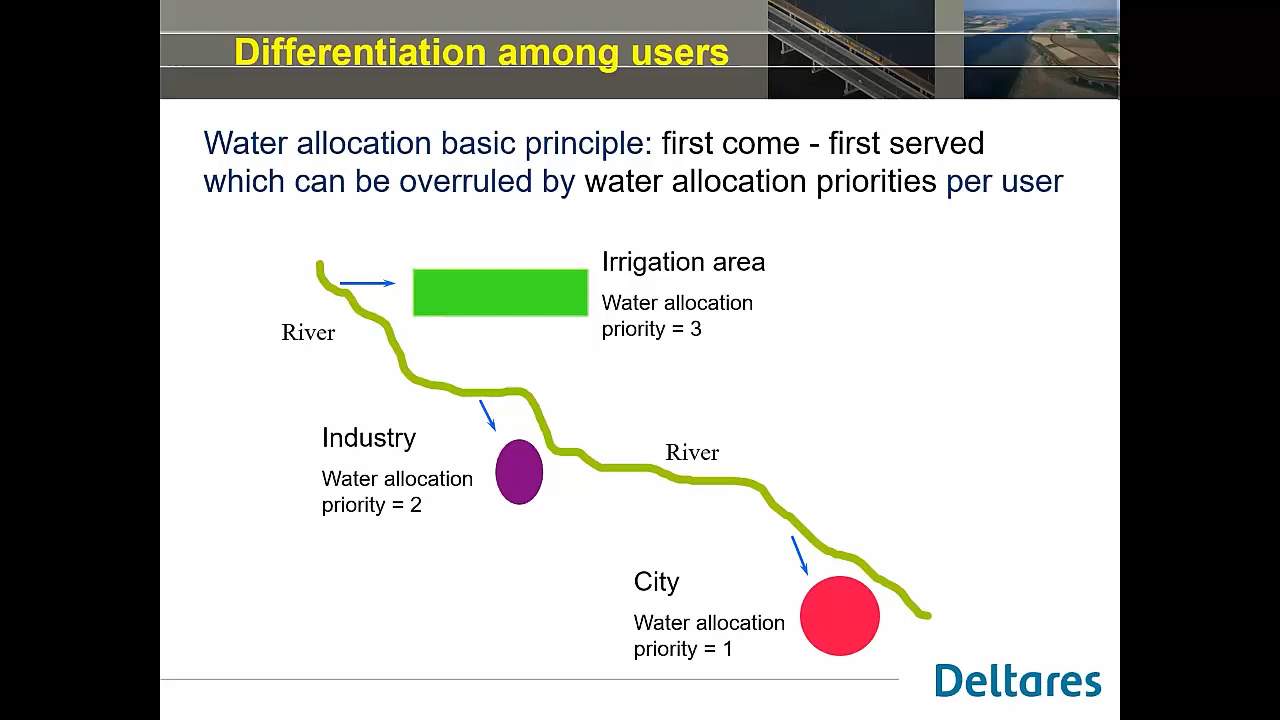 Differentiation among users
Water allocation basic principle: first come - first served
which can be overruled by water allocation priorities per user
Irrigation area
Water allocation
priority = 3
River
Industry
Water allocation
priority = 2
River
City
Water allocation
priority = 1
Deltares